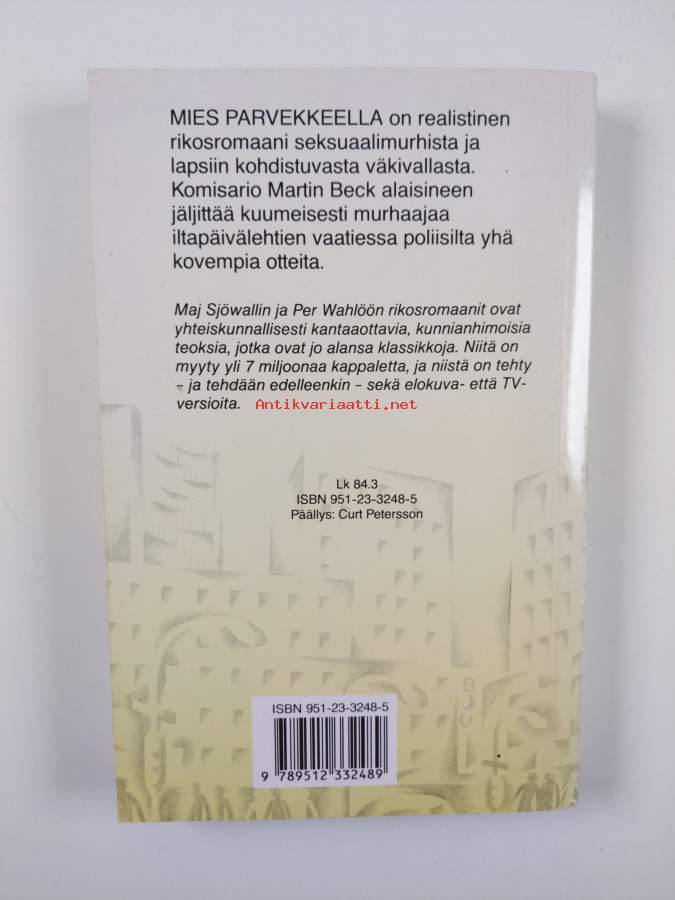 MIES PARVEKKEELLA on realistinen
rikosromaani seksuaalimurhista ja
lapsiin kohdistuvasta väkivallasta.
Komisario Martin Beck alaisineen
jäljittää kuumeisesti murhaajaa
iltapäivälehtien vaatiessa poliisilta yhä
kovempia otteita.
Maj Sjöwallin ja Per Wahlöön rikosromaanit ovat
yhteiskunnallisesti kantaaottavia, kunnianhimoisia
teoksia, jotka ovat jo alansa klassikkoja. Niitä on
myyty yli 7 miljoonaa kappaletta, ja niistä on tehty
– ja tehdään edelleenkin – sekä elokuva- että TV-
versioita.
Antikvariaatti.net
Lk 84.3
ISBN 951-23-3248-5
Päällys: Curt Petersson
ISBN 951-23-3248-5
9 789512 332489